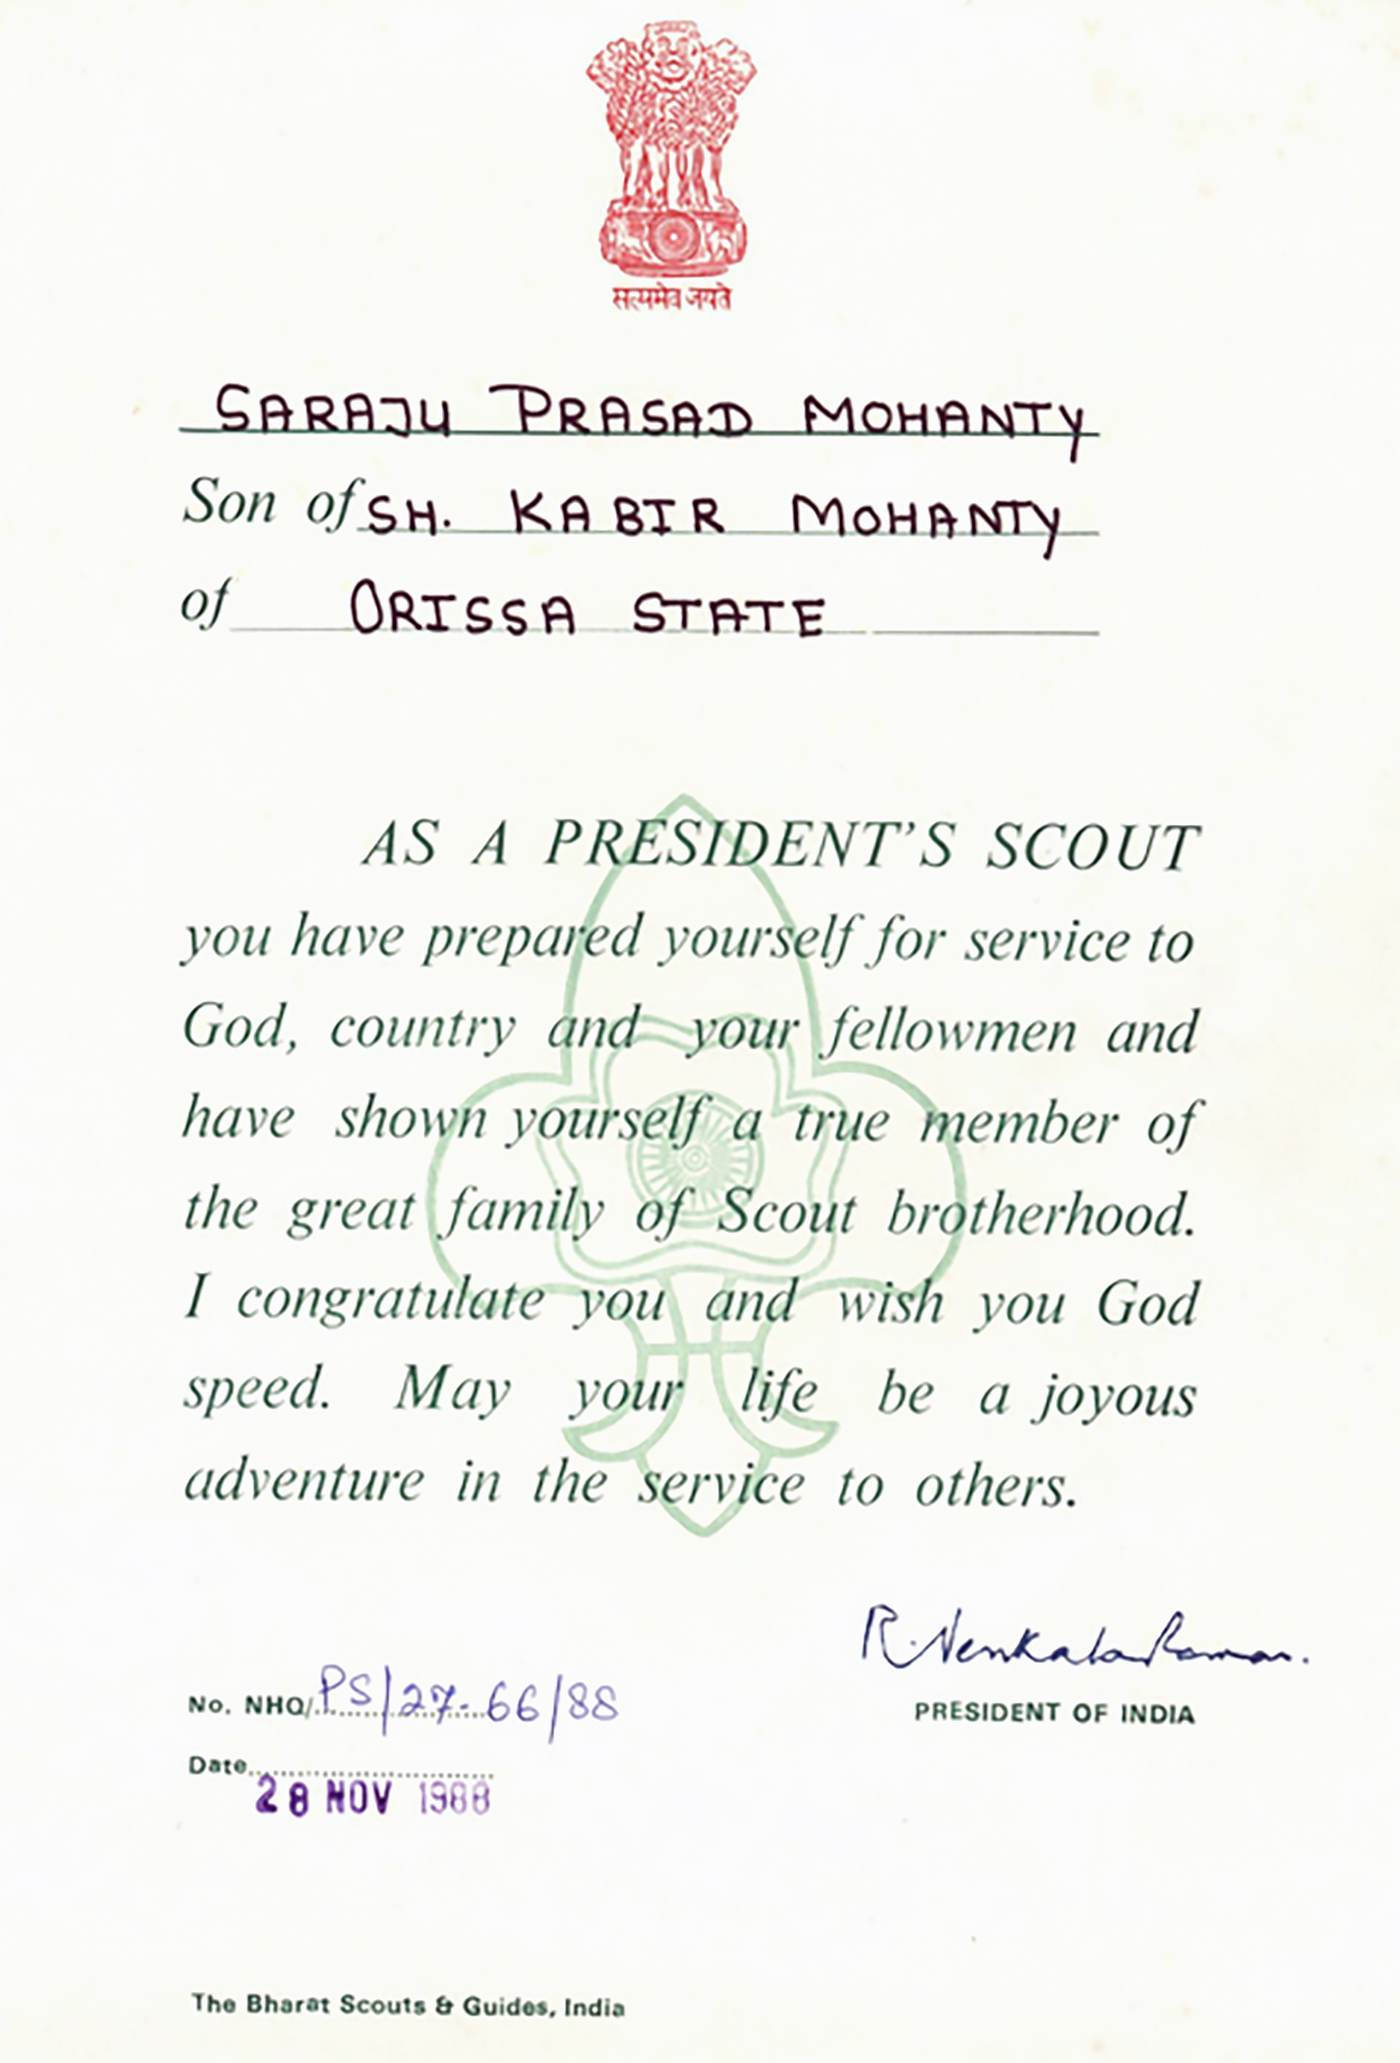 सत्यमेव जयते
SARAJU PRASAD MOHANTY
Son of SH. KABIR MOHANTY
of ORISSA STATE
AS A PRESIDENT'S SCOUT
you have prepared yourself for service to
God, country and your fellowmen and
have shown yourself a true member of
the great family of Scout brotherhood.
I congratulate you and wish you God
speed. May your life be a joyous
adventure in the service to others.
R. Venkataraman.
No. NHQ/PS/27-66/88
PRESIDENT OF INDIA
Date
28 NOV 1988
The Bharat Scouts & Guides, India